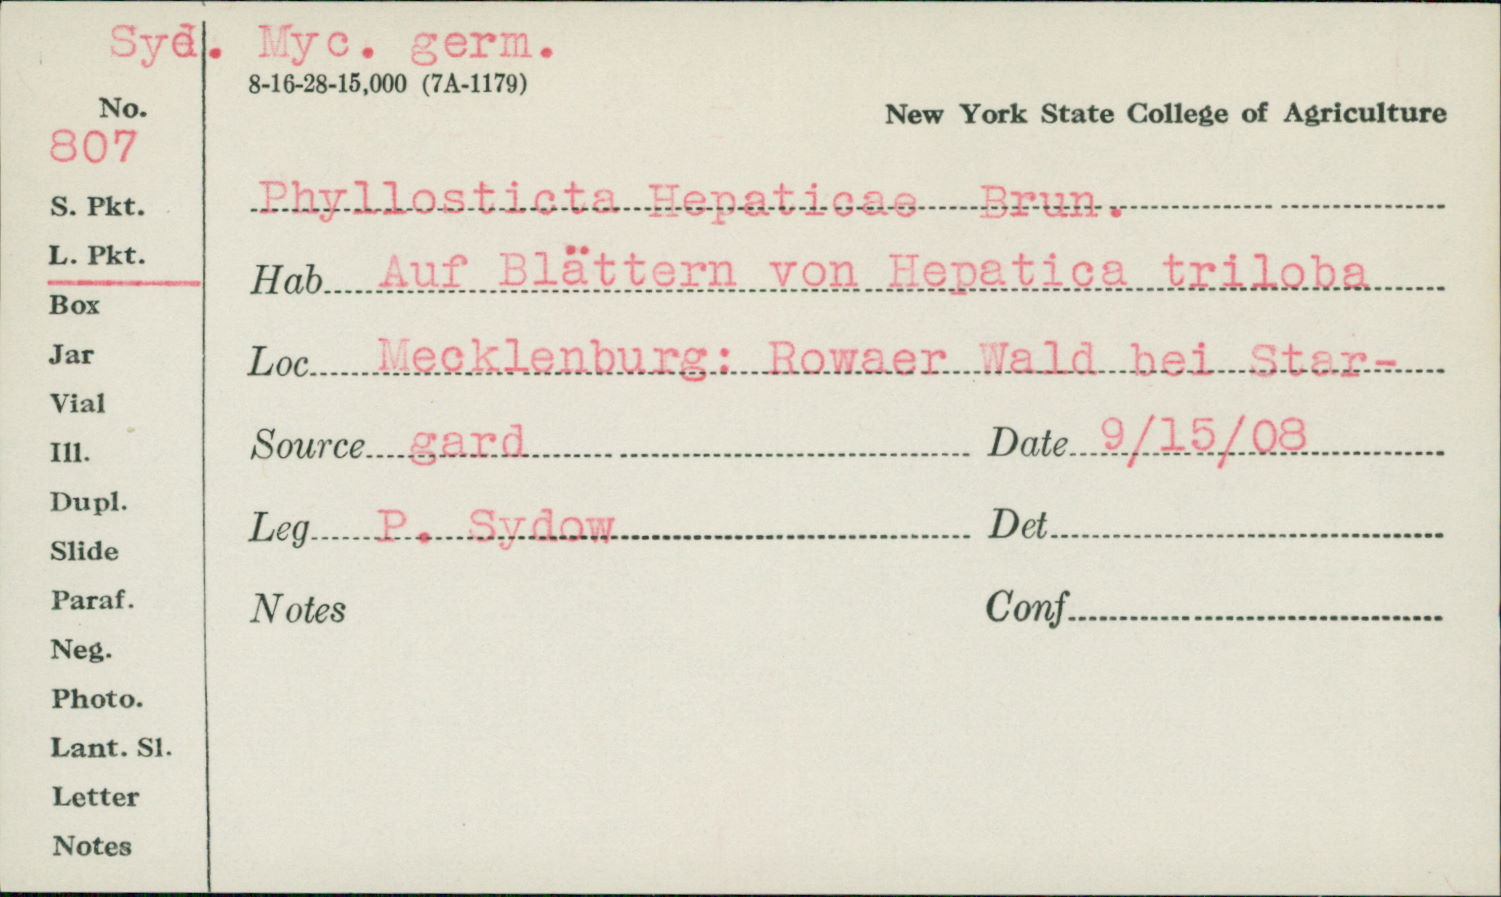 Syd. Myc. germ.
8-16-28-15,000 (7A-1179)
New York State College of Agriculture
No.
807
S. Pkt.
L. Pkt.
Box
Jar
Vial
Ill.
Dupl.
Slide
Paraf.
Neg.
Photo.
Lant. Sl.
Letter
Notes
Phyllosticta Hepaticae Brun.
Hab Auf Blättern von Hepatica triloba
Loc Mecklenburg: Rowaer Wald bei Star-
Source gard Date 9/15/08
Leg P. Sydow Det
Notes Conf